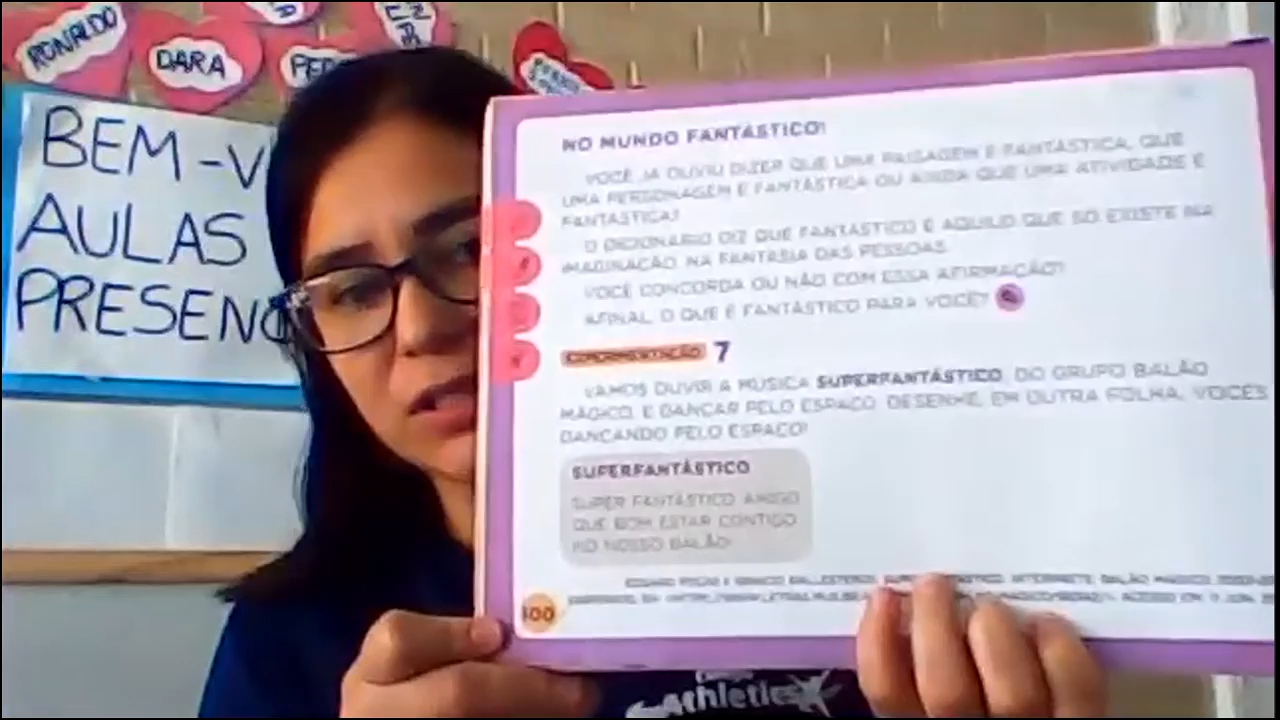 RONALDO
DARA
BEM-V
AULAS
PRESENC
NO MUNDO FANTÁSTICO!
VOCÊ JÁ OUVIU DIZER QUE UMA PAISAGEM É FANTÁSTICA, QUE
UMA PERSONAGEM É FANTÁSTICA OU AINDA QUE UMA ATIVIDADE É
FANTÁSTICA?
O DICIONÁRIO DIZ QUE FANTÁSTICO É AQUILO QUE SÓ EXISTE NA
IMAGINAÇÃO, NA FANTASIA DAS PESSOAS.
VOCÊ CONCORDA OU NÃO COM ESSA AFIRMAÇÃO?
AFINAL, O QUE É FANTÁSTICO PARA VOCÊ?
EXPERIMENTAÇÃO 7
VAMOS OUVIR A MÚSICA SUPERFANTÁSTICO, DO GRUPO BALÃO
MÁGICO, E DANÇAR PELO ESPAÇO. DESENHE, EM OUTRA FOLHA, VOCÊS
DANÇANDO PELO ESPAÇO!
SUPERFANTÁSTICO
SUPER FANTÁSTICO AMIGO
QUE BOM ESTAR CONTIGO
NO NOSSO BALÃO!
100
Athletics